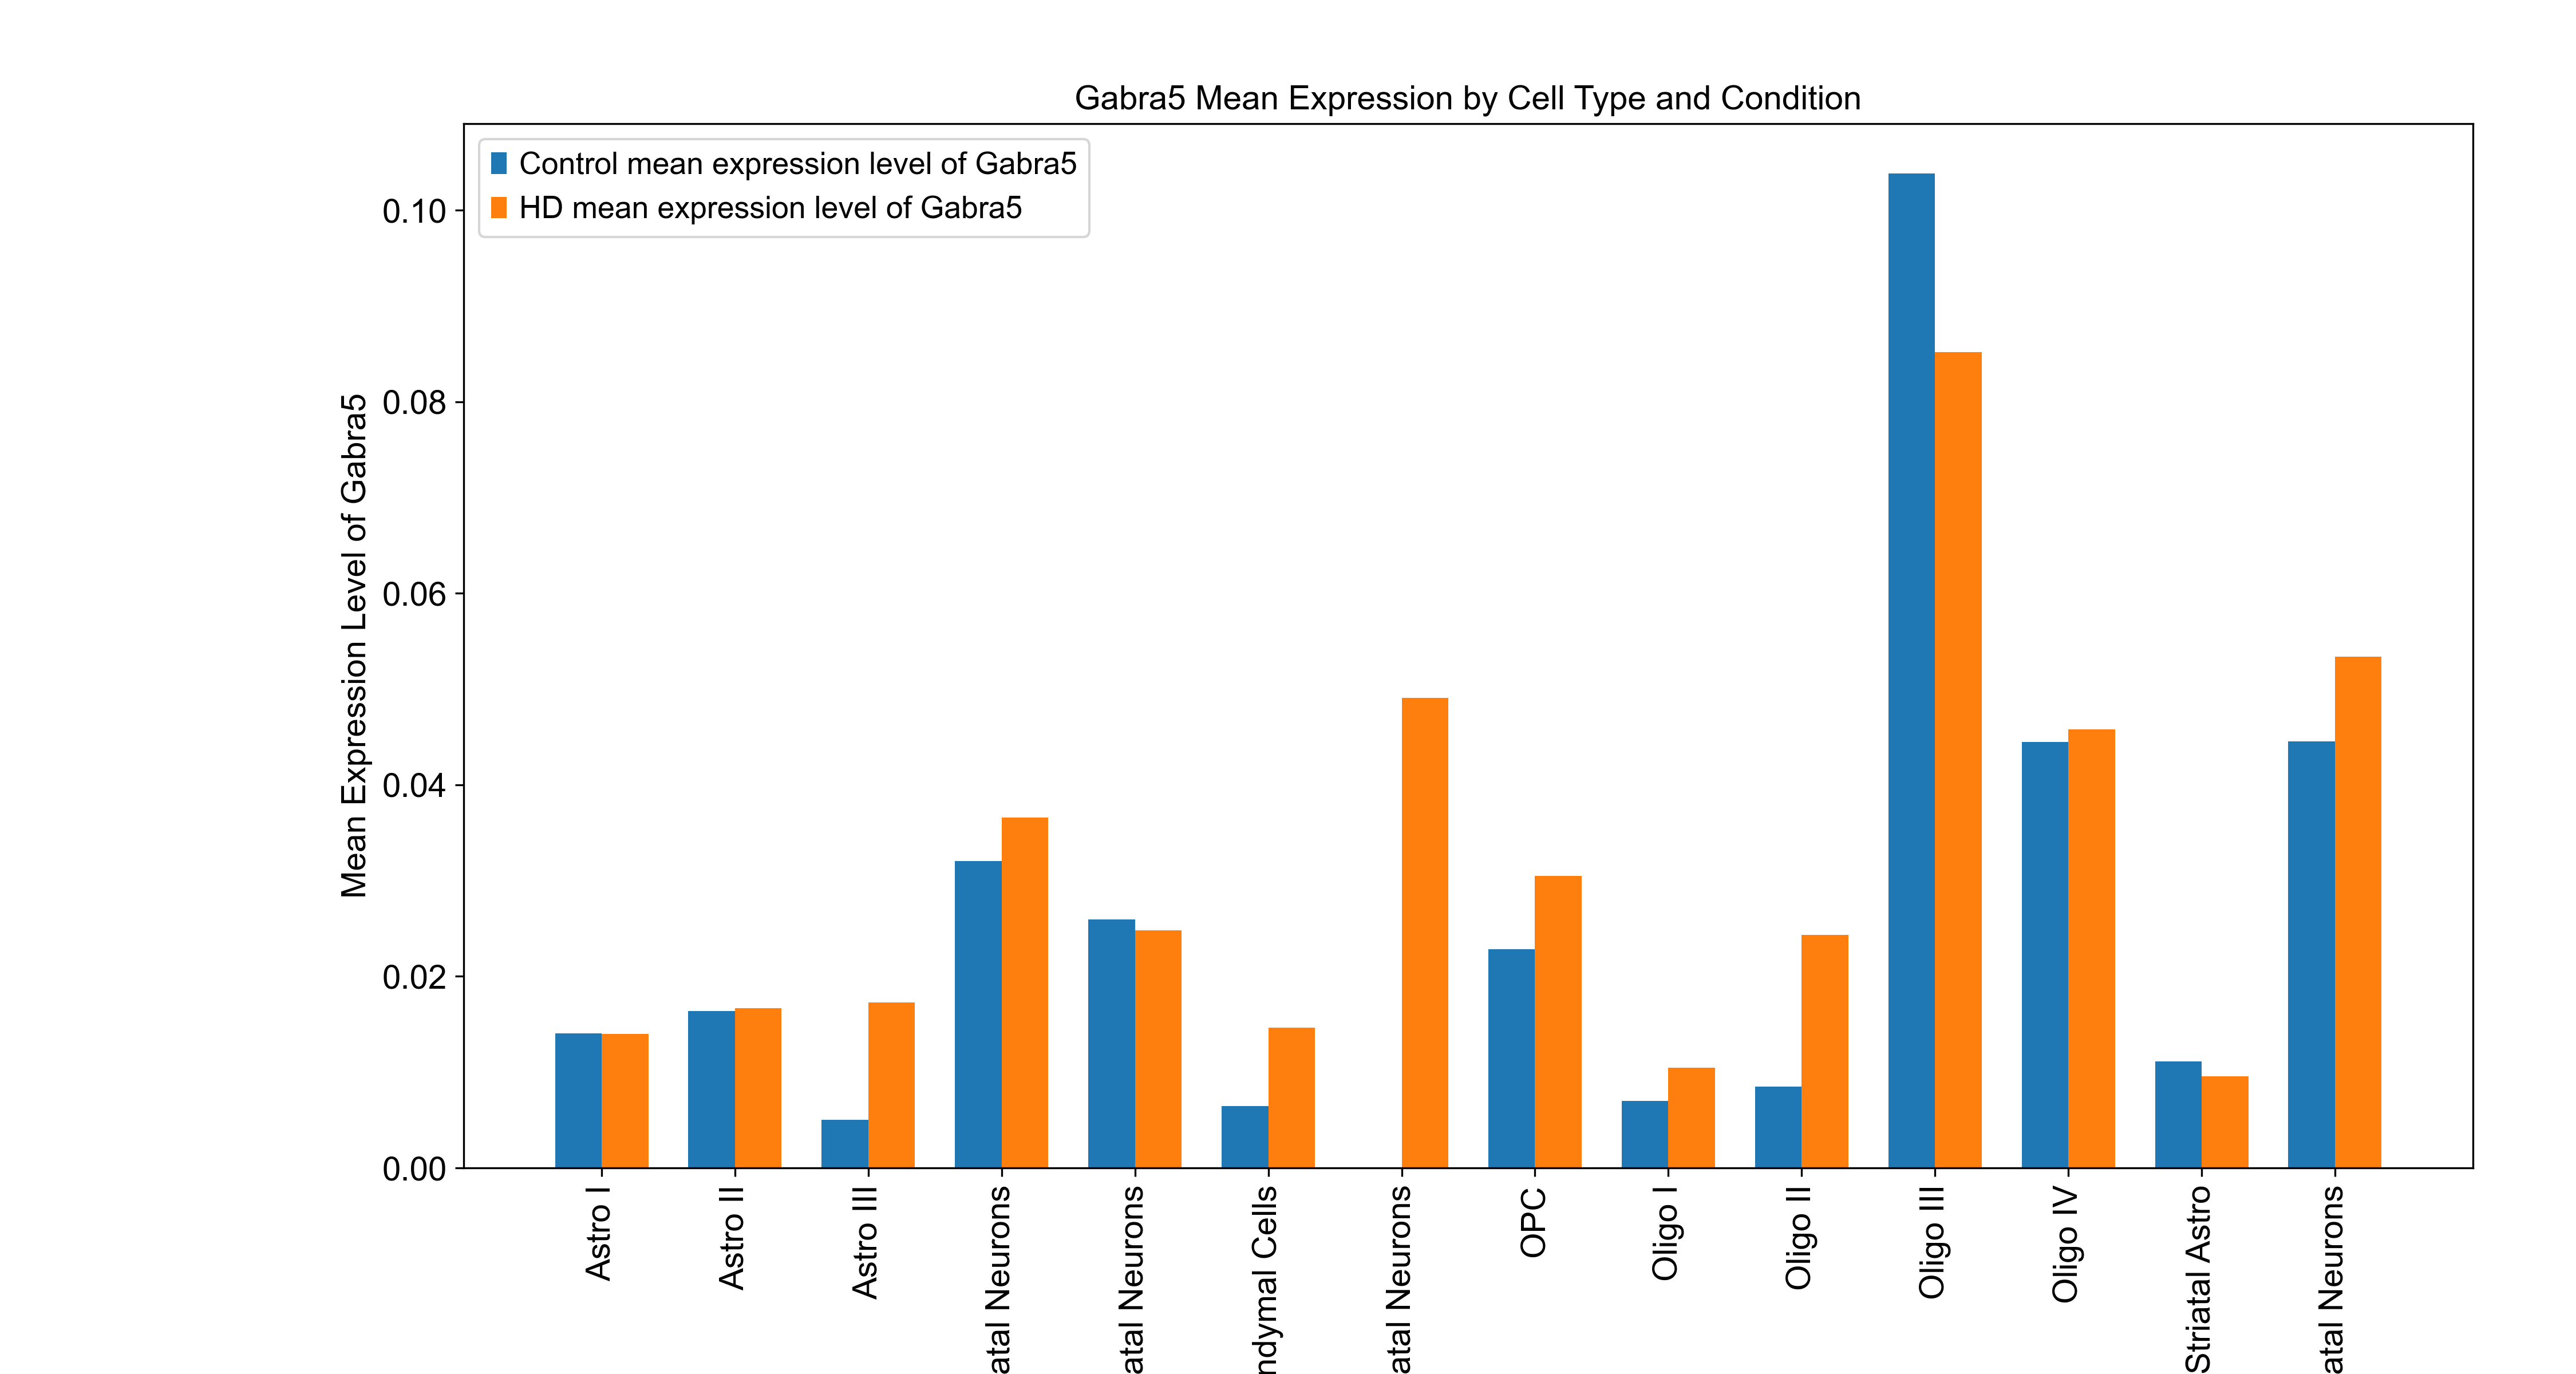 Gabra5 Mean Expression by Cell Type and Condition
Control mean expression level of Gabra5
HD mean expression level of Gabra5
Mean Expression Level of Gabra5
0.10
0.08
0.06
0.04
0.02
0.00
Astro I
Astro II
Astro III
atal Neurons
atal Neurons
ndymal Cells
atal Neurons
OPC
Oligo I
Oligo II
Oligo III
Oligo IV
Striatal Astro
atal Neurons